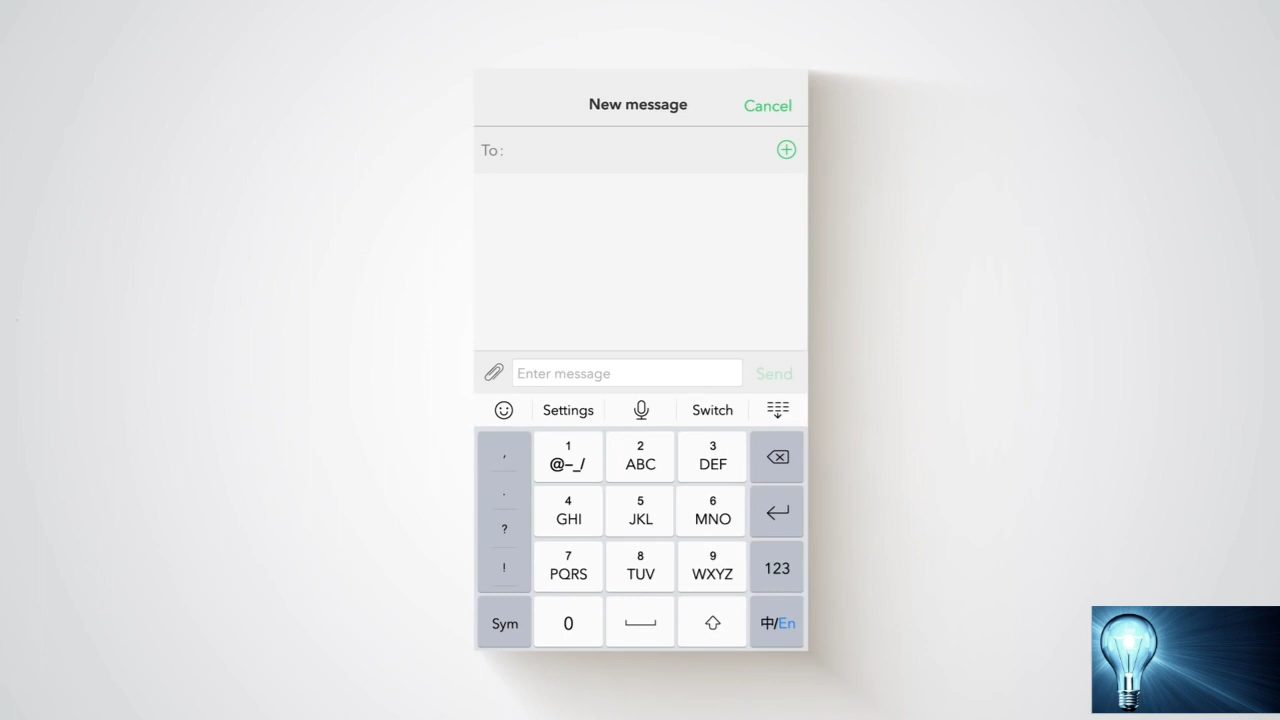 New message
Cancel
To:
Enter message
Send
Settings
Switch
,
.
?
!
1
@–_/
2
ABC
3
DEF
4
GHI
5
JKL
6
MNO
7
PQRS
8
TUV
9
WXYZ
123
Sym
0
中/En